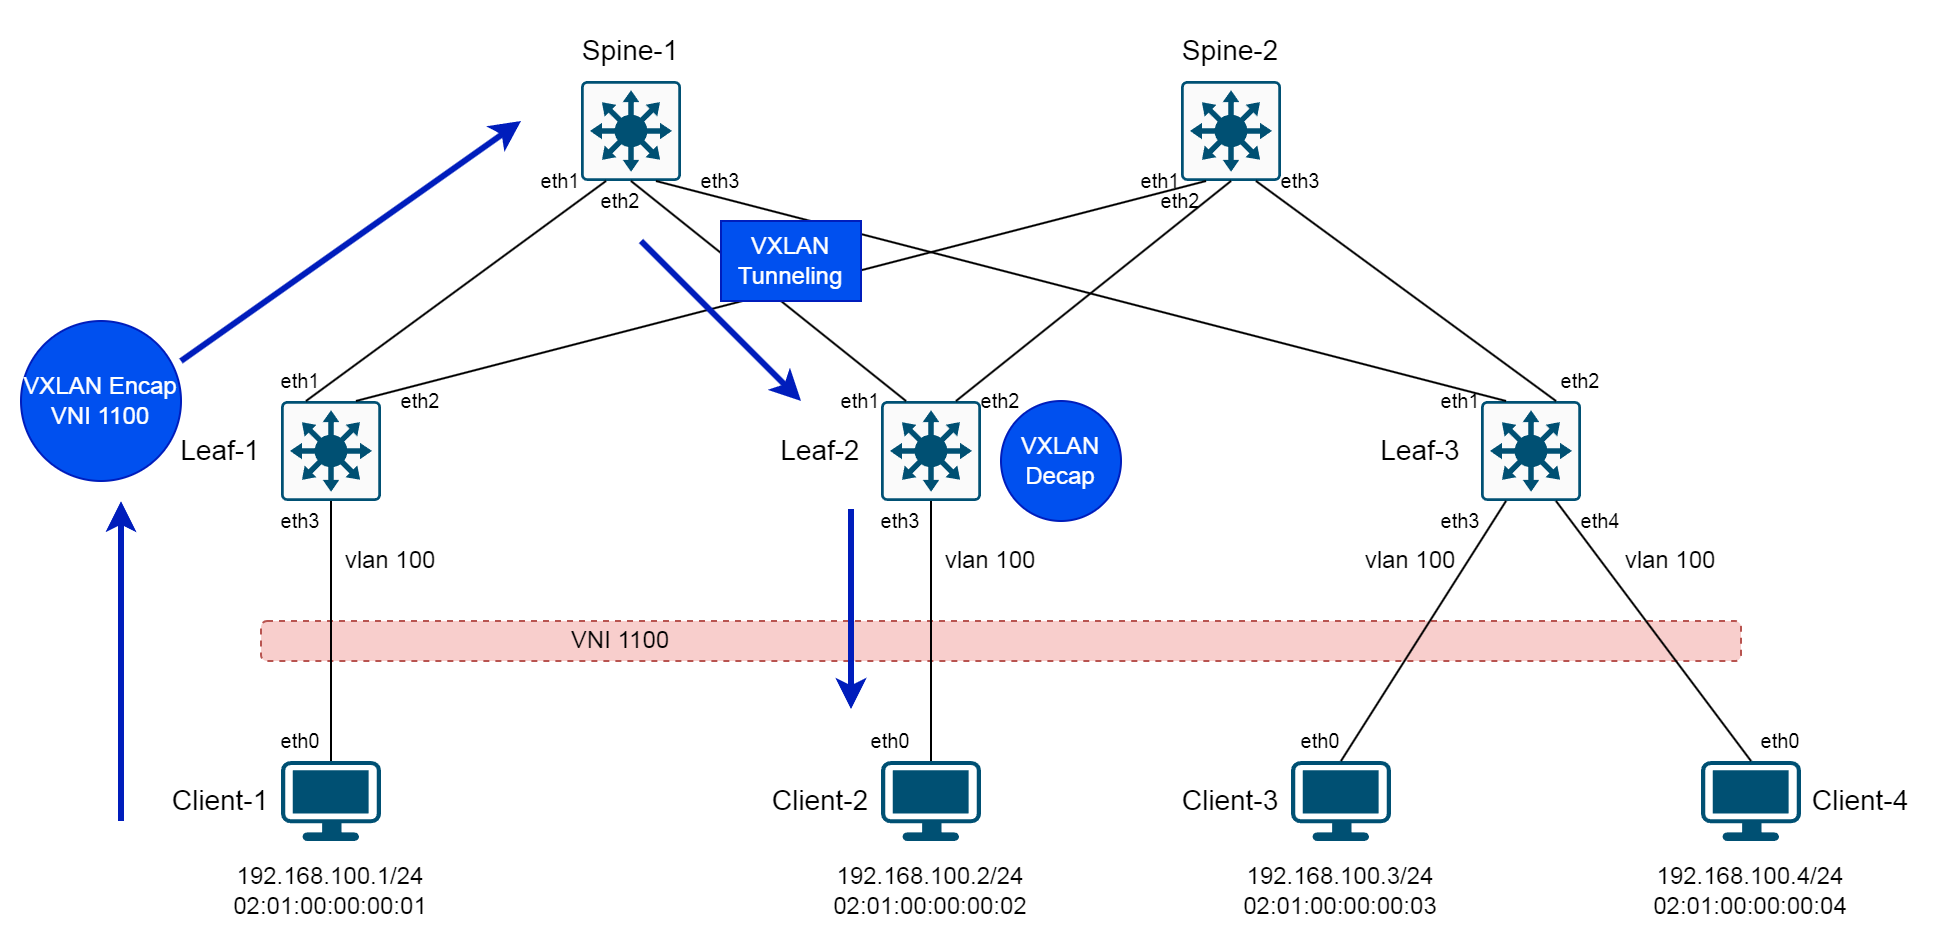 Spine-1
Spine-2
eth1
eth3
eth2
eth1
eth3
eth2
VXLAN
Tunneling
VXLAN Encap
VNI 1100
eth1
eth2
Leaf-1
eth3
vlan 100
eth1
eth2
Leaf-2
VXLAN
Decap
eth3
vlan 100
eth2
eth1
Leaf-3
eth3
eth4
vlan 100
vlan 100
VNI 1100
eth0
Client-1
192.168.100.1/24
02:01:00:00:00:01
eth0
Client-2
192.168.100.2/24
02:01:00:00:00:02
eth0
Client-3
192.168.100.3/24
02:01:00:00:00:03
eth0
Client-4
192.168.100.4/24
02:01:00:00:00:04